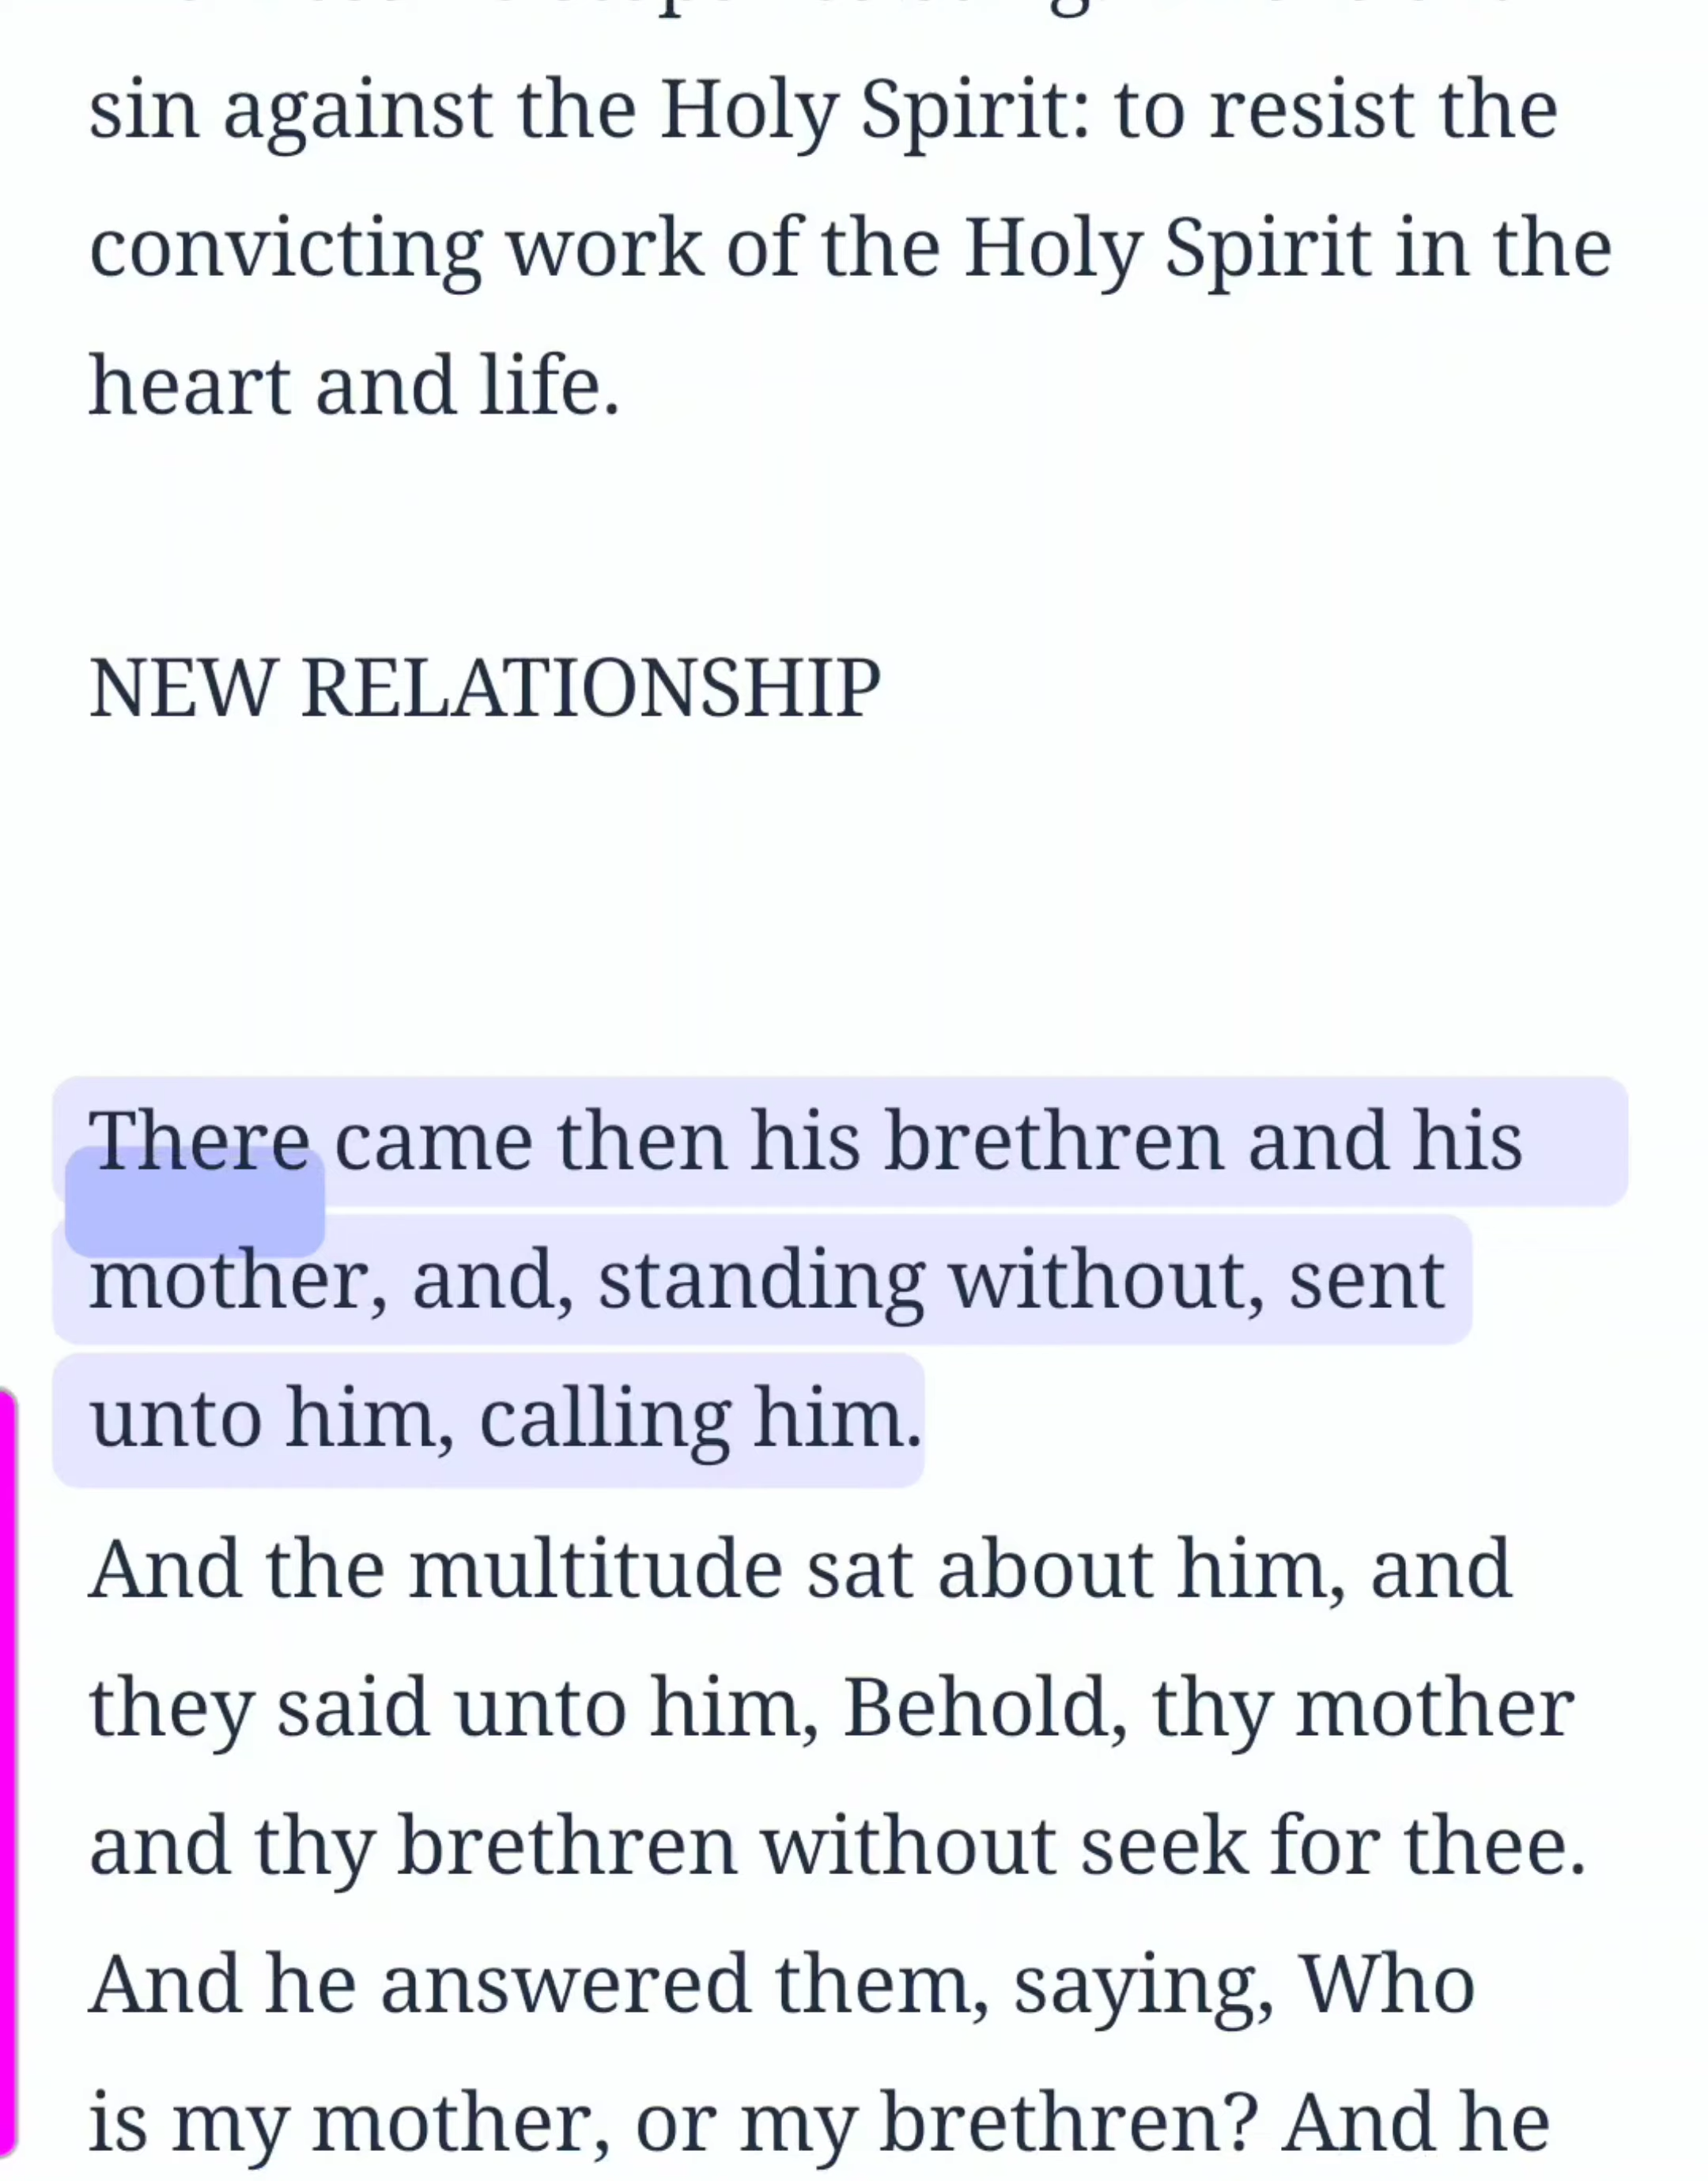 sin against the Holy Spirit: to resist the
convicting work of the Holy Spirit in the
heart and life.
NEW RELATIONSHIP
There came then his brethren and his
mother, and, standing without, sent
unto him, calling him.
And the multitude sat about him, and
they said unto him, Behold, thy mother
and thy brethren without seek for thee.
And he answered them, saying, Who
is my mother, or my brethren? And he